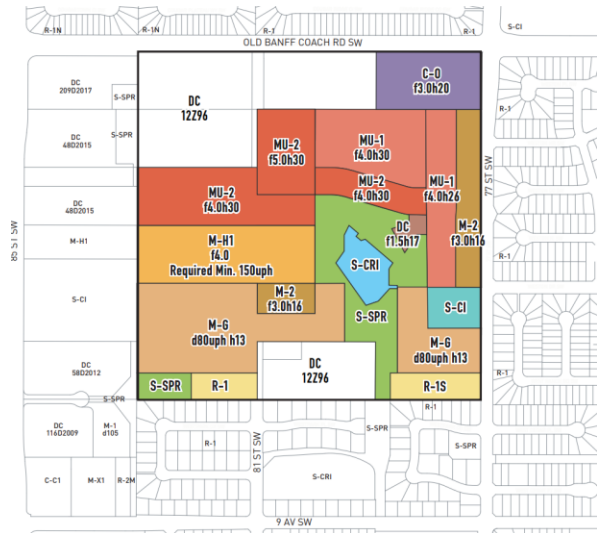 R-1N
R-1N
R-1
R-1
S-CI
OLD BANFF COACH RD SW
DC
209D2017
S-SPR
DC
12Z96
C-O
f3.0h20
R-1
DC
48D2015
S-SPR
MU-2
f5.0h30
MU-1
f4.0h30
77 ST SW
MU-2
f4.0h30
MU-1
f4.0h26
DC
48D2015
MU-2
f4.0h30
M-2
f3.0h16
85 ST SW
M-H1
M-H1
f4.0
Required Min. 150uph
DC
f1.5h17
R-1
S-CRI
S-CI
M-2
f3.0h16
S-CI
S-SPR
M-G
d80uph h13
M-G
d80uph h13
DC
58D2012
DC
12Z96
R-1
S-SPR
R-1
R-1S
S-SPR
R-1
DC
116D2009
M-1
d105
R-1
81 ST SW
S-SPR
S-SPR
C-C1
M-X1
R-2M
S-CRI
9 AV SW